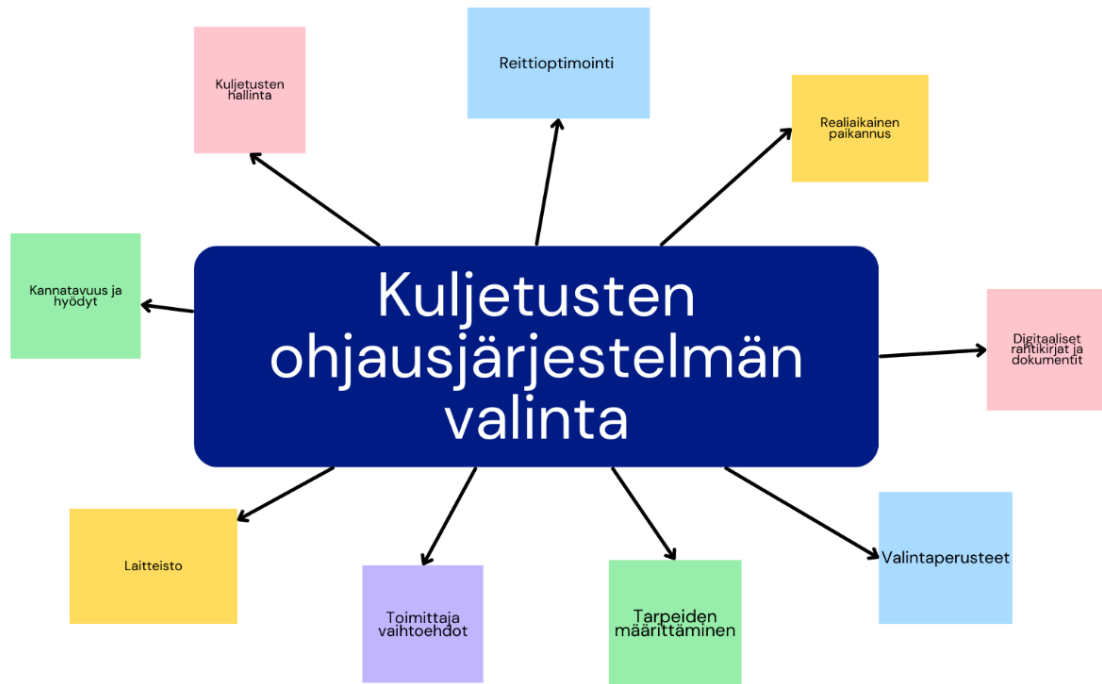 Kuljetusten
hallinta
Reittioptimointi
Realiaikainen
paikannus
Kannatavuus ja
hyödyt
Kuljetusten
ohjausjärjestelmän
valinta
Digitaaliset
rahtikirjat ja
dokumentit
Laitteisto
Toimittaja
vaihtoehdot
Tarpeiden
määrittäminen
Valintaperusteet